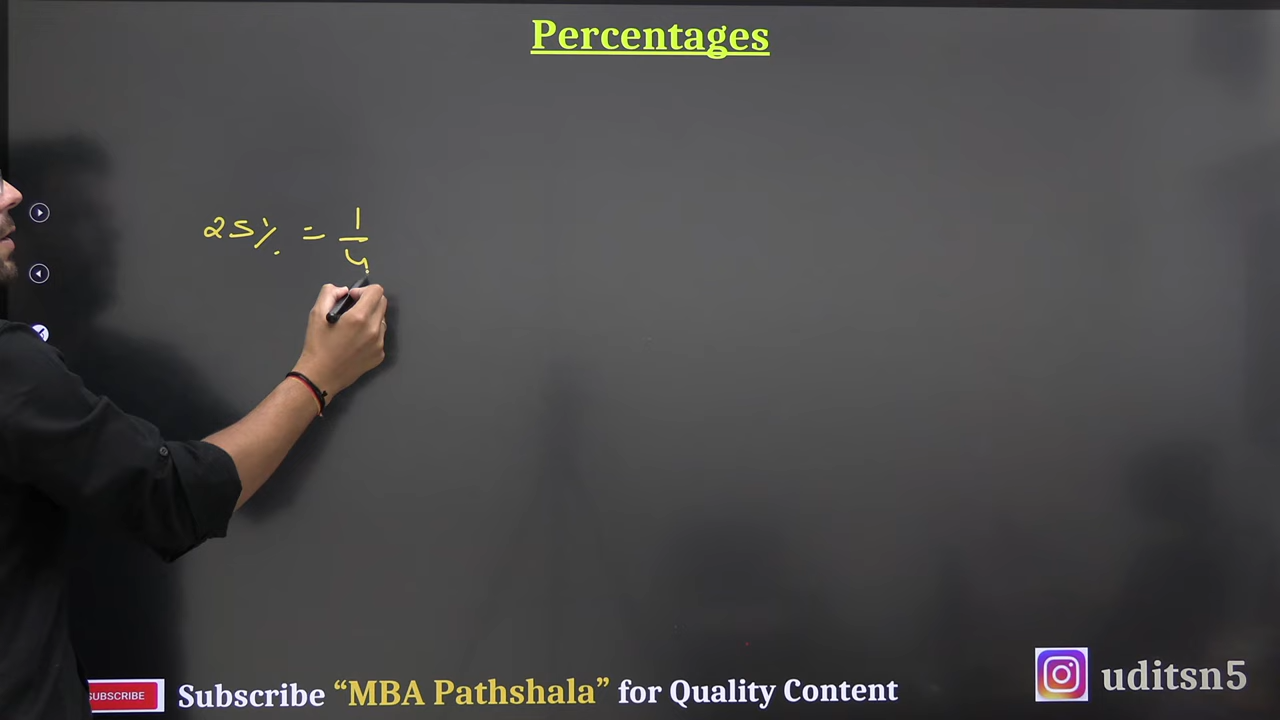 Percentages
25% = 1/4
SUBSCRIBE Subscribe “MBA Pathshala” for Quality Content
uditsn5